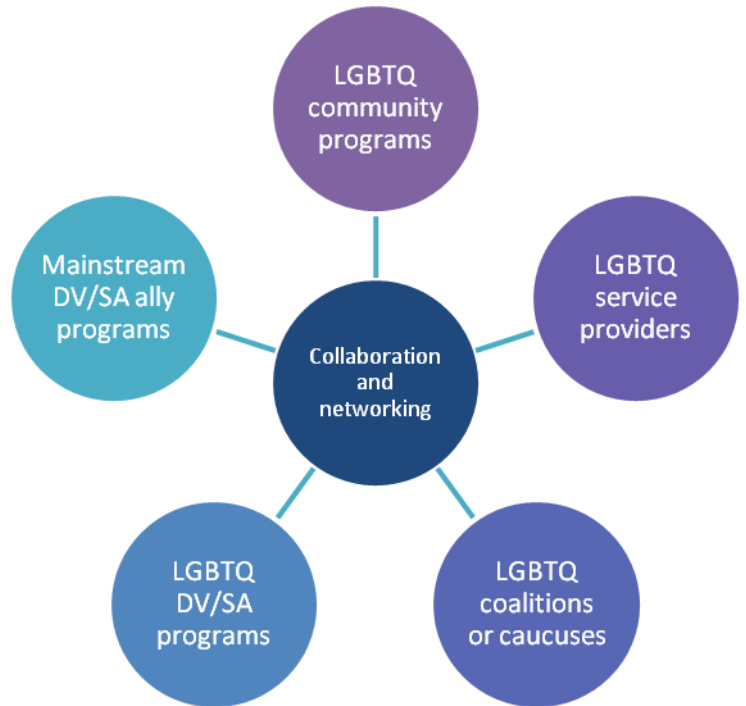 LGBTQ
community
programs
LGBTQ
service
providers
LGBTQ
coalitions
or caucuses
LGBTQ
DV/SA
programs
Mainstream
DV/SA ally
programs
Collaboration
and
networking